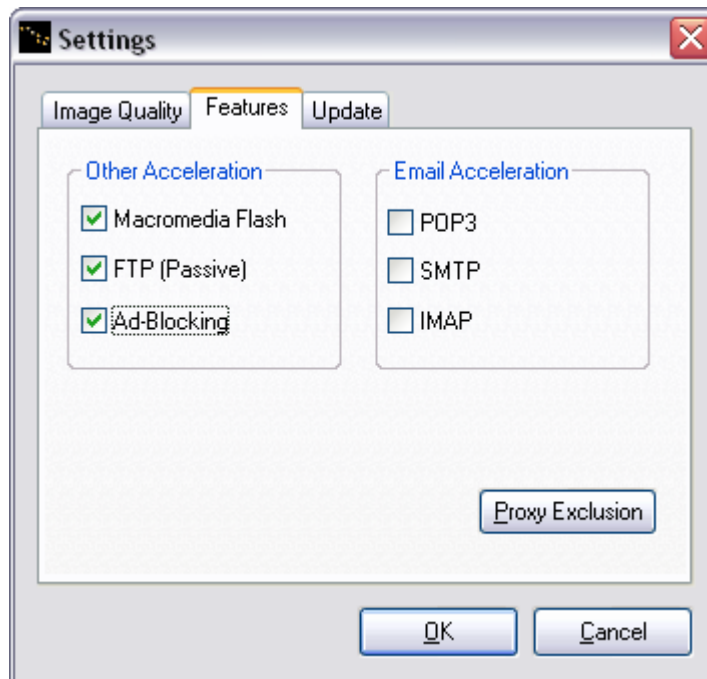 Settings
Image Quality Features Update
Other Acceleration
Macromedia Flash
FTP (Passive)
Ad-Blocking
Email Acceleration
POP3
SMTP
IMAP
Proxy Exclusion
OK Cancel